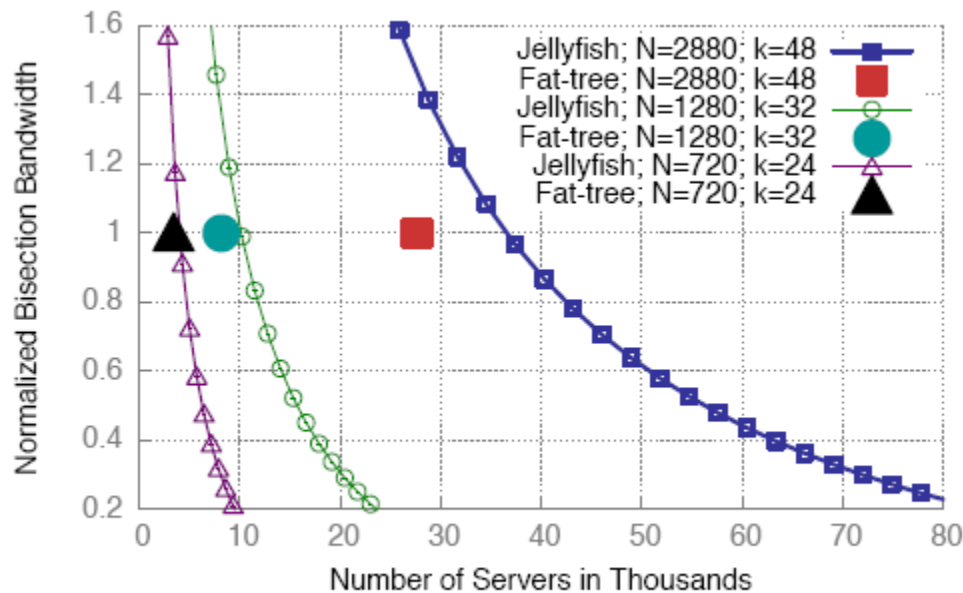 Normalized Bisection Bandwidth
1.6
1.4
1.2
1
0.8
0.6
0.4
0.2
Jellyfish; N=2880; k=48
Fat-tree; N=2880; k=48
Jellyfish; N=1280; k=32
Fat-tree; N=1280; k=32
Jellyfish; N=720; k=24
Fat-tree; N=720; k=24
0 10 20 30 40 50 60 70 80
Number of Servers in Thousands